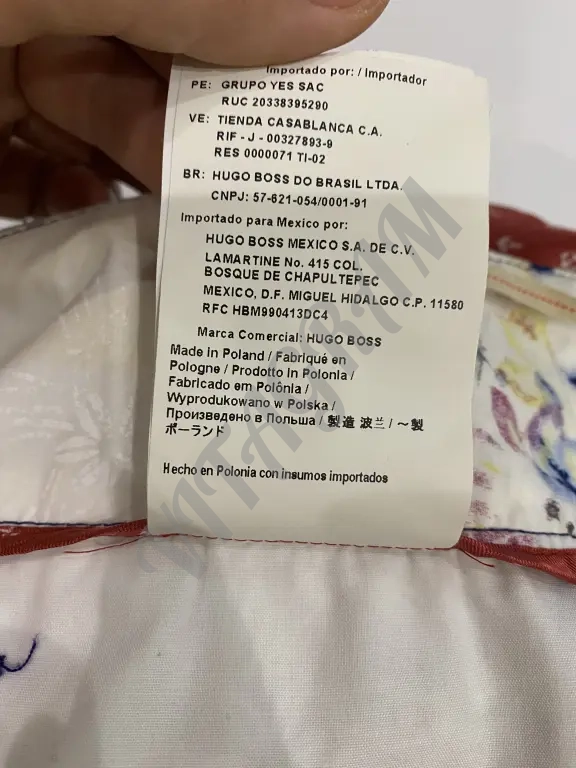 Importado por: / Importador
PE: GRUPO YES SAC
RUC 20338395290
VE: TIENDA CASABLANCA C.A.
RIF - J - 00327893-9
RES 0000071 TI-02
BR: HUGO BOSS DO BRASIL LTDA.
CNPJ: 57-621-054/0001-91
Importado para Mexico por:
HUGO BOSS MEXICO S.A. DE C.V.
LAMARTINE No. 415 COL.
BOSQUE DE CHAPULTEPEC
MEXICO, D.F. MIGUEL HIDALGO C.P. 11580
RFC HBM990413DC4
Marca Comercial: HUGO BOSS
Made in Poland / Fabriqué en
Pologne / Prodotto in Polonia /
Fabricado em Polônia /
Wyprodukowano w Polska /
Произведено в Польша / 製造 波兰 / ～製
ポーランド
Hecho en Polonia con insumos importados